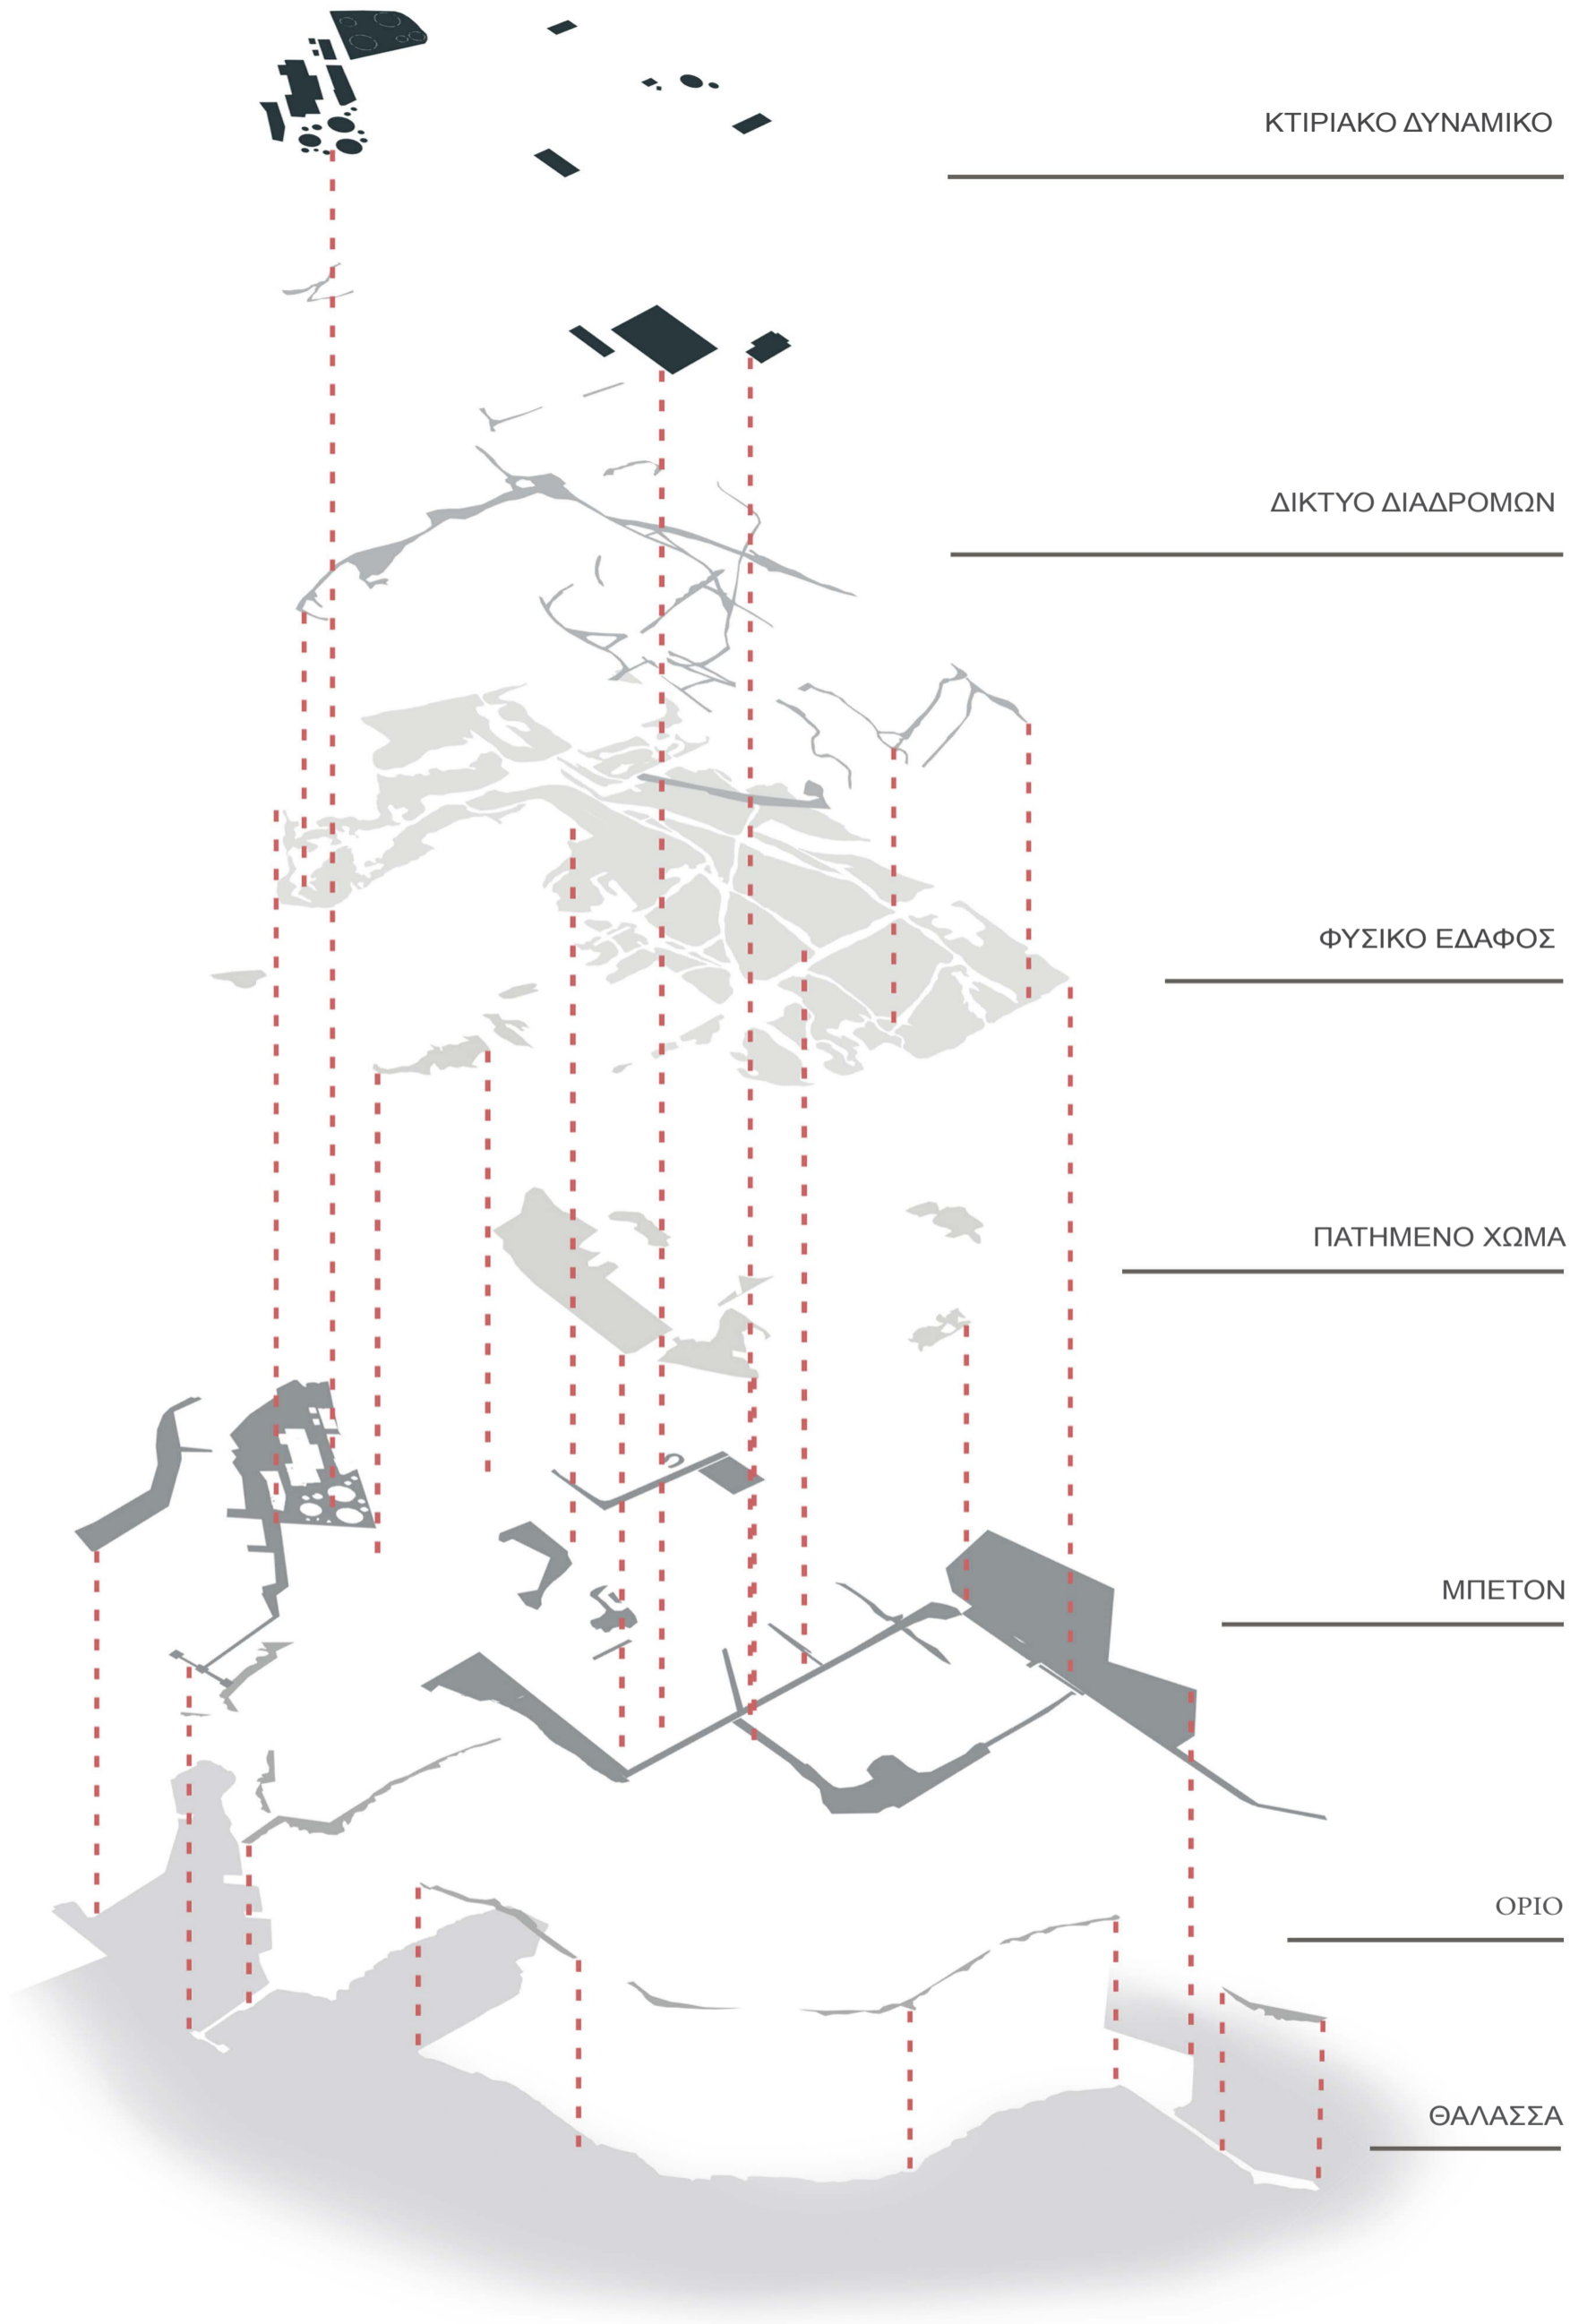 ΚΤΙΡΙΑΚΟ ΔΥΝΑΜΙΚΟ
ΔΙΚΤΥΟ ΔΙΑΔΡΟΜΩΝ
ΦΥΣΙΚΟ ΕΔΑΦΟΣ
ΠΑΤΗΜΕΝΟ ΧΩΜΑ
ΜΠΕΤΟΝ
ΟΡΙΟ
ΘΑΛΑΣΣΑ